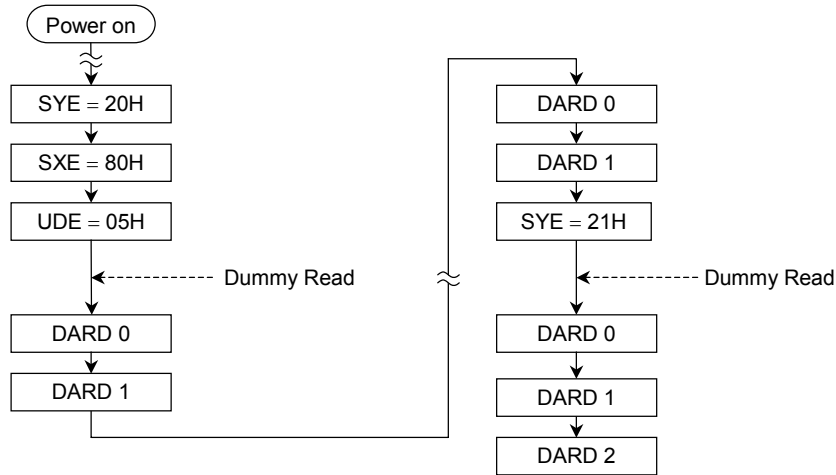 Power on
SYE = 20H
SXE = 80H
UDE = 05H
Dummy Read
DARD 0
DARD 1
DARD 0
DARD 1
SYE = 21H
Dummy Read
DARD 0
DARD 1
DARD 2